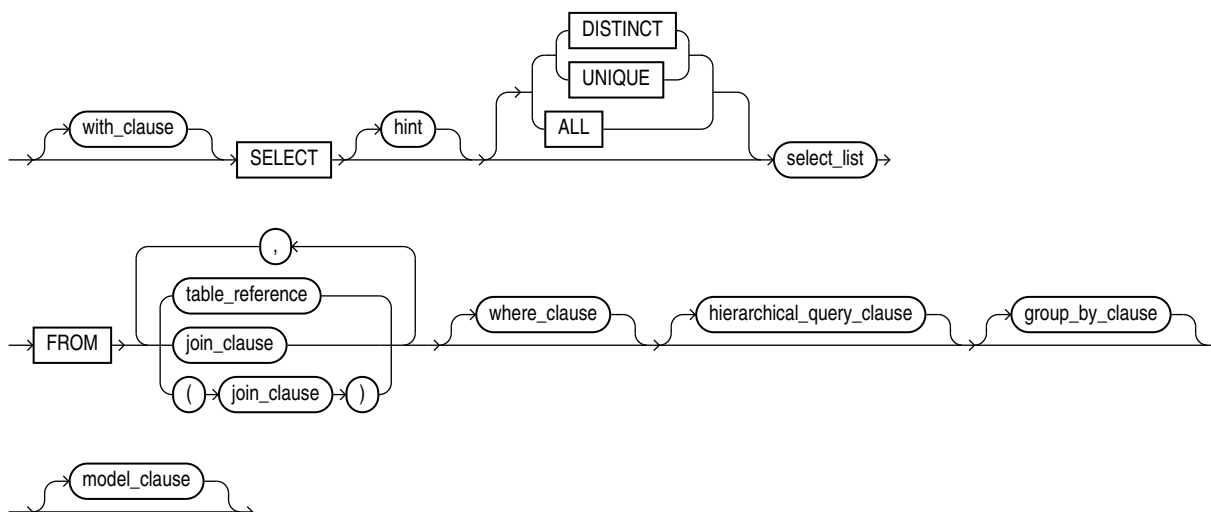 DISTINCT
UNIQUE
with_clause hint ALL
SELECT select_list
,
table_reference
where_clause hierarchical_query_clause group_by_clause
FROM join_clause
( join_clause )
model_clause